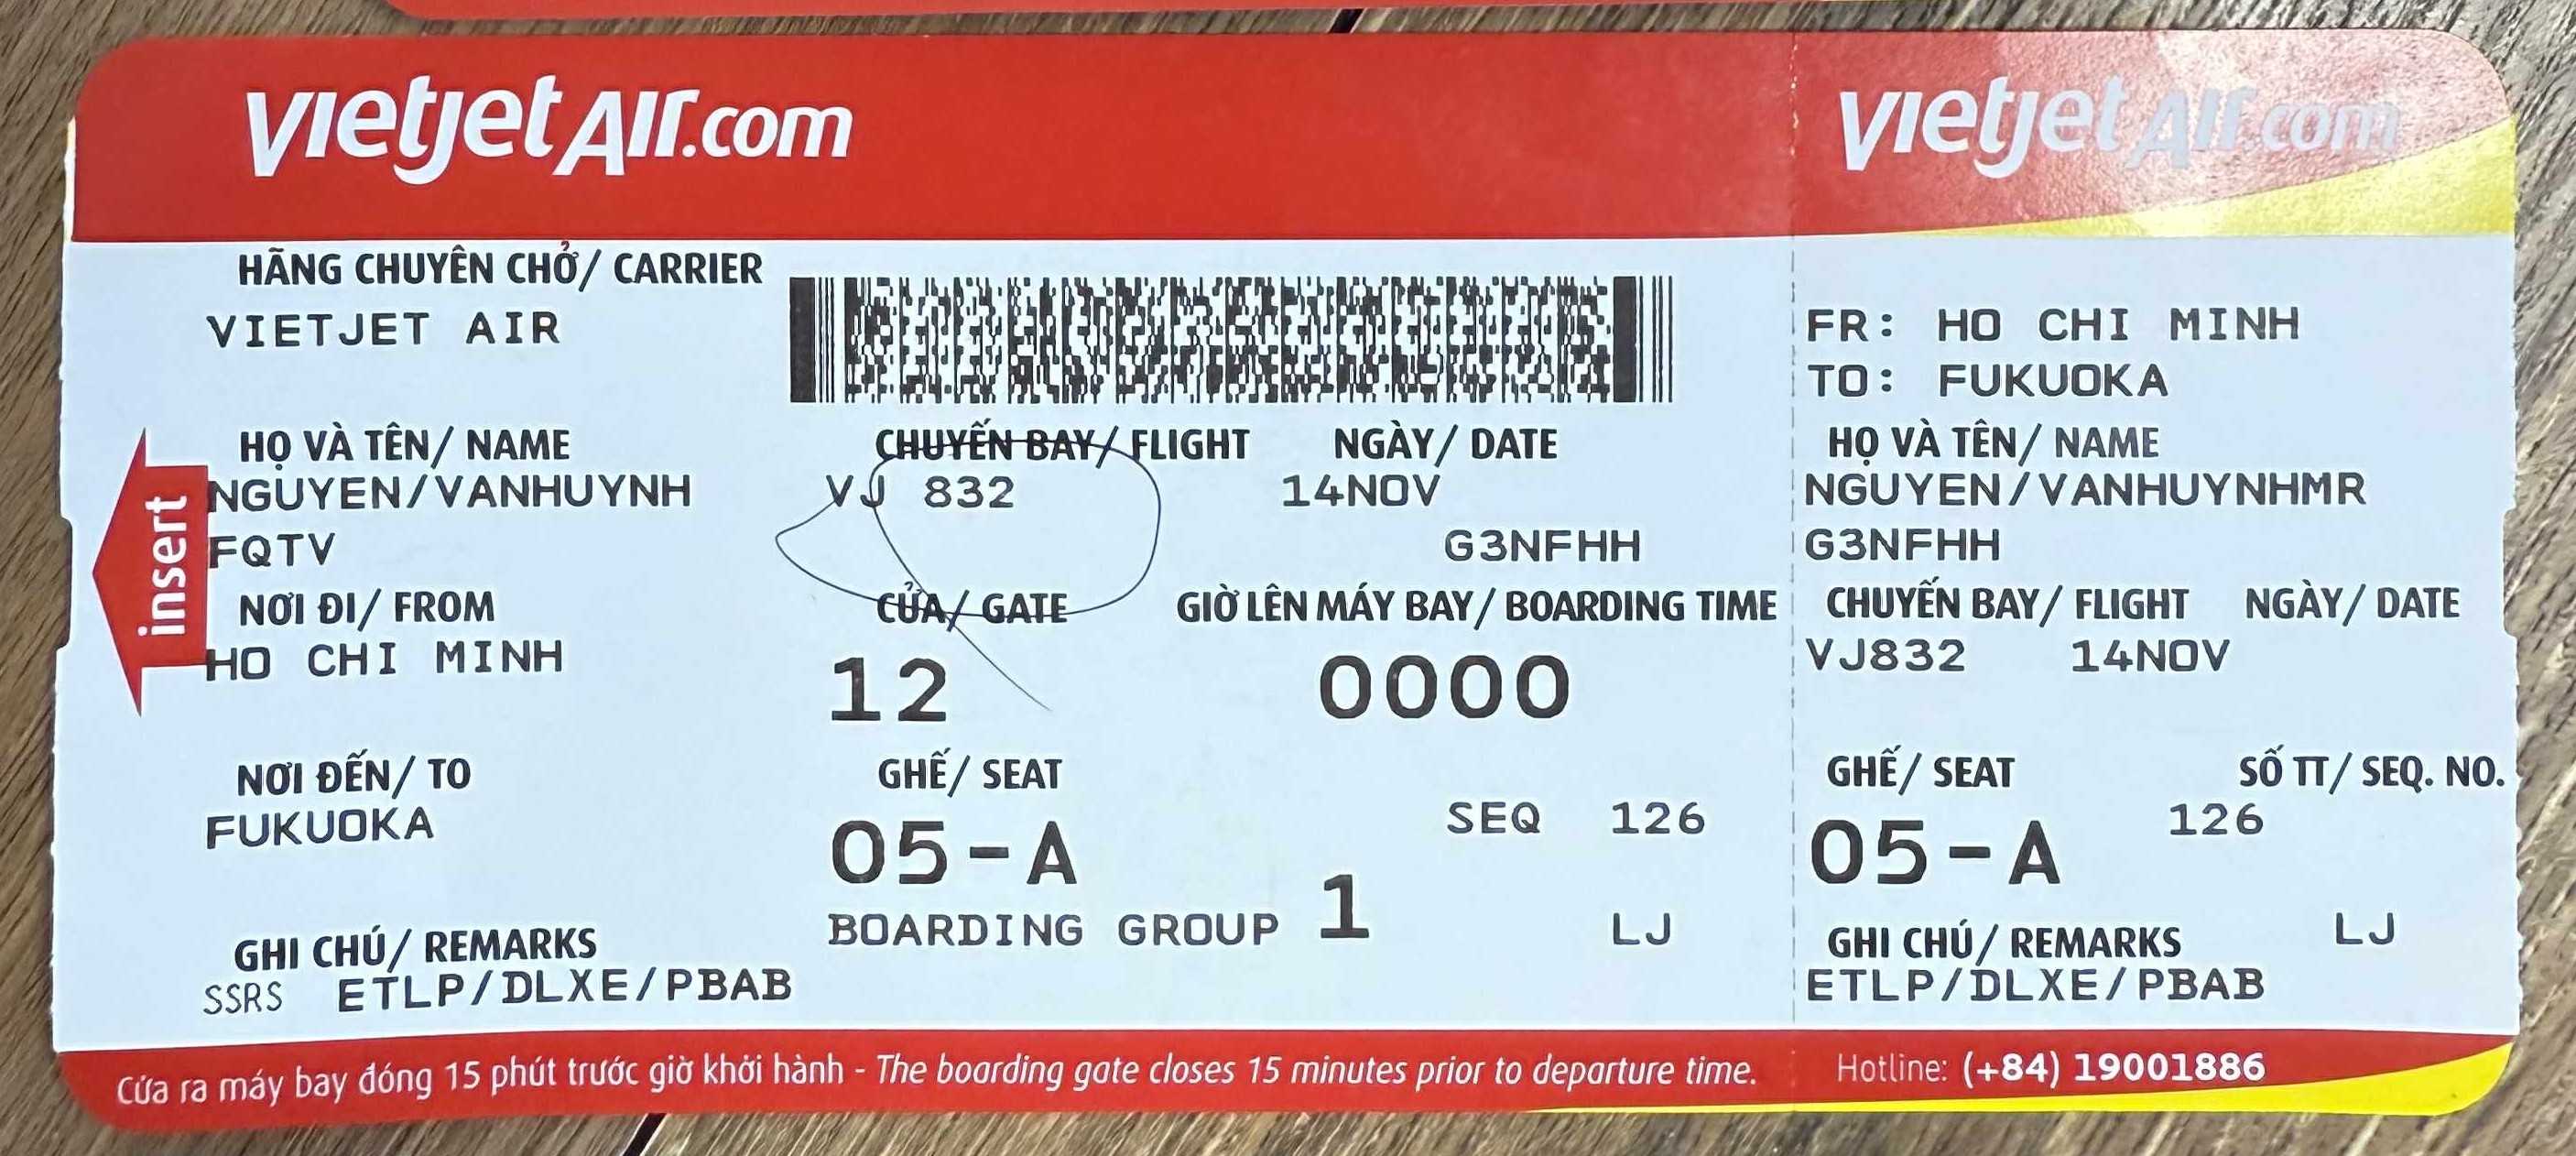 vietjetAir.com
HÃNG CHUYÊN CHỞ/ CARRIER
VIETJET AIR
HỌ VÀ TÊN/ NAME
NGUYEN/VANHUYNH
FQTV
NƠI ĐI/ FROM
HO CHI MINH
NƠI ĐẾN/ TO
FUKUOKA
GHI CHÚ/ REMARKS
SSRS ETLP/DLXE/PBAB
insert
CHUYẾN BAY/ FLIGHT NGÀY/ DATE
VJ 832 14NOV
G3NFHH
CỬA/ GATE GIỜ LÊN MÁY BAY/ BOARDING TIME
12 0000
GHẾ/ SEAT
05-A SEQ 126
BOARDING GROUP 1 LJ
Cửa ra máy bay đóng 15 phút trước giờ khởi hành - The boarding gate closes 15 minutes prior to departure time.
vietjetAir.com
FR: HO CHI MINH
TO: FUKUOKA
HỌ VÀ TÊN/ NAME
NGUYEN/VANHUYNHMR
G3NFHH
CHUYẾN BAY/ FLIGHT NGÀY/ DATE
VJ832 14NOV
GHẾ/ SEAT SỐ TT/ SEQ. NO.
05-A 126
LJ
GHI CHÚ/ REMARKS
ETLP/DLXE/PBAB
Hotline: (+84) 19001886